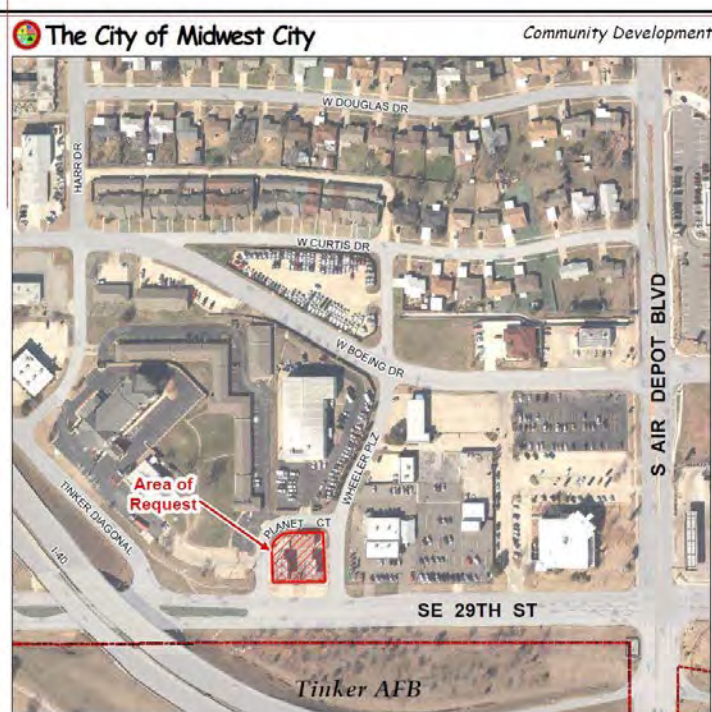 The City of Midwest City
Community Development
W DOUGLAS DR
HARR DR
W CURTIS DR
W BOEING DR
S AIR DEPOT BLVD
WHEELER PLZ
Area of
Request
PLANET CT
TINKER DIAGONAL
I-40
SE 29TH ST
Tinker AFB